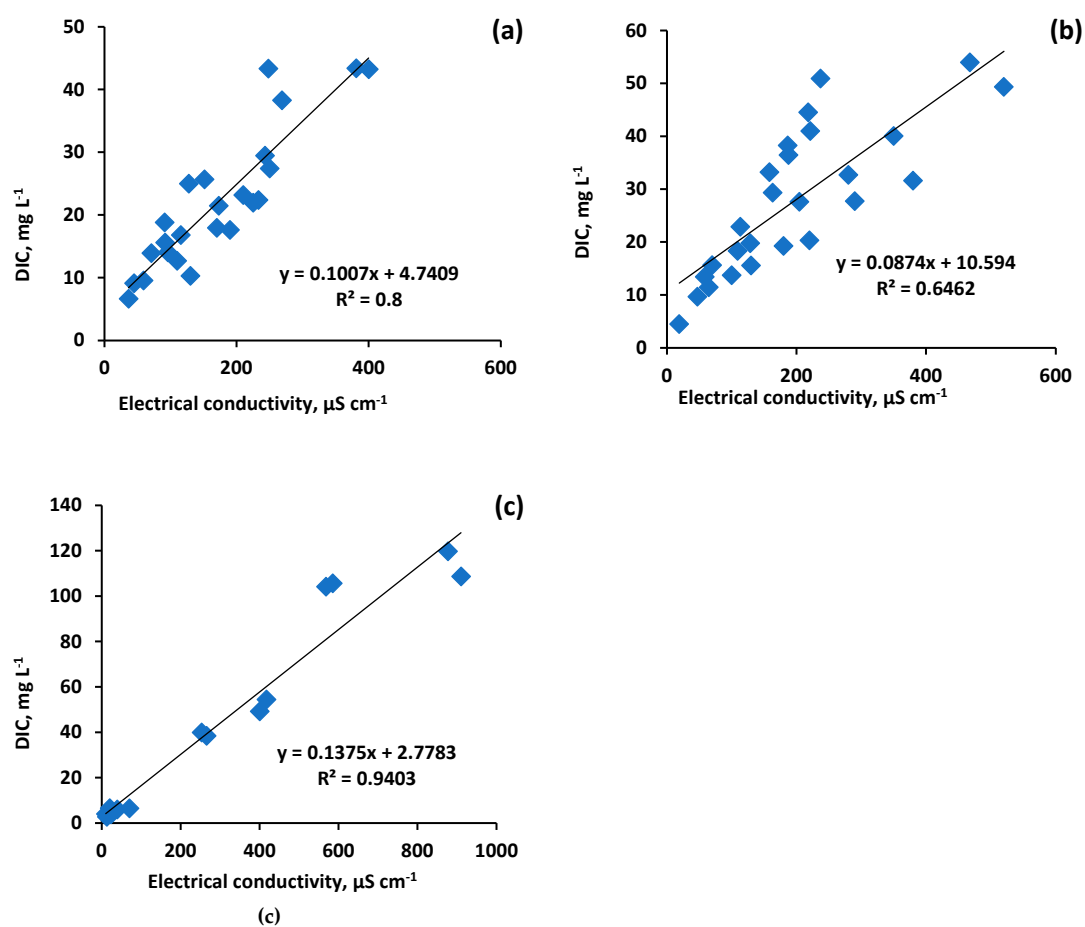 (a)
50
40
30
20
10
0
DIC, mg L⁻¹
y = 0.1007x + 4.7409
R² = 0.8
0 200 400 600
Electrical conductivity, µS cm⁻¹
(b)
60
50
40
30
20
10
0
DIC, mg L⁻¹
y = 0.0874x + 10.594
R² = 0.6462
0 200 400 600
Electrical conductivity, µS cm⁻¹
(c)
140
120
100
80
60
40
20
0
DIC, mg L⁻¹
y = 0.1375x + 2.7783
R² = 0.9403
0 200 400 600 800 1000
Electrical conductivity, µS cm⁻¹
(c)